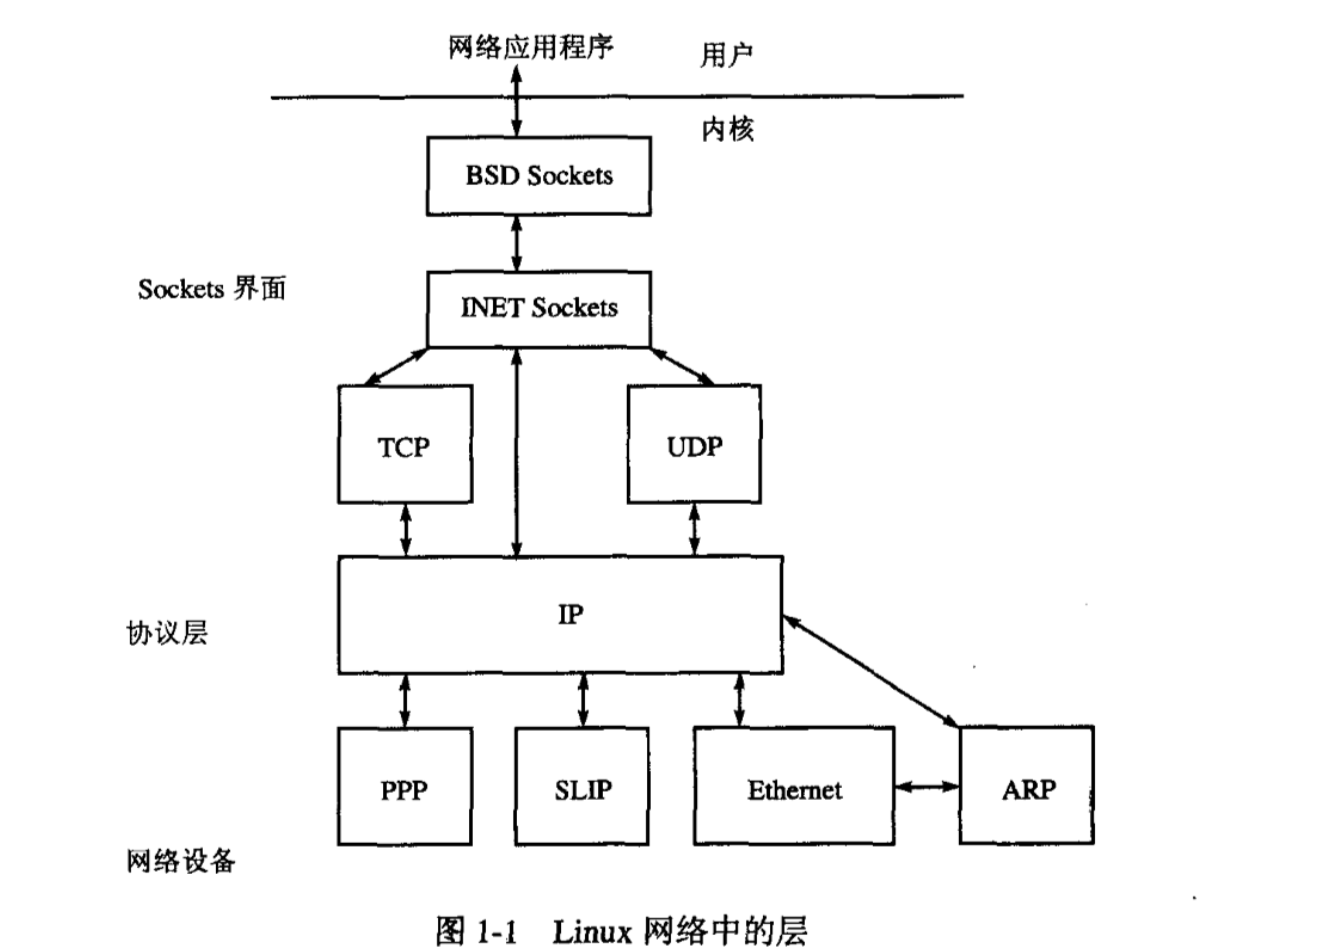 网络应用程序
用户
内核
BSD Sockets
Sockets 界面
INET Sockets
TCP
UDP
协议层
IP
PPP
SLIP
Ethernet
ARP
网络设备
图 1-1 Linux 网络中的层